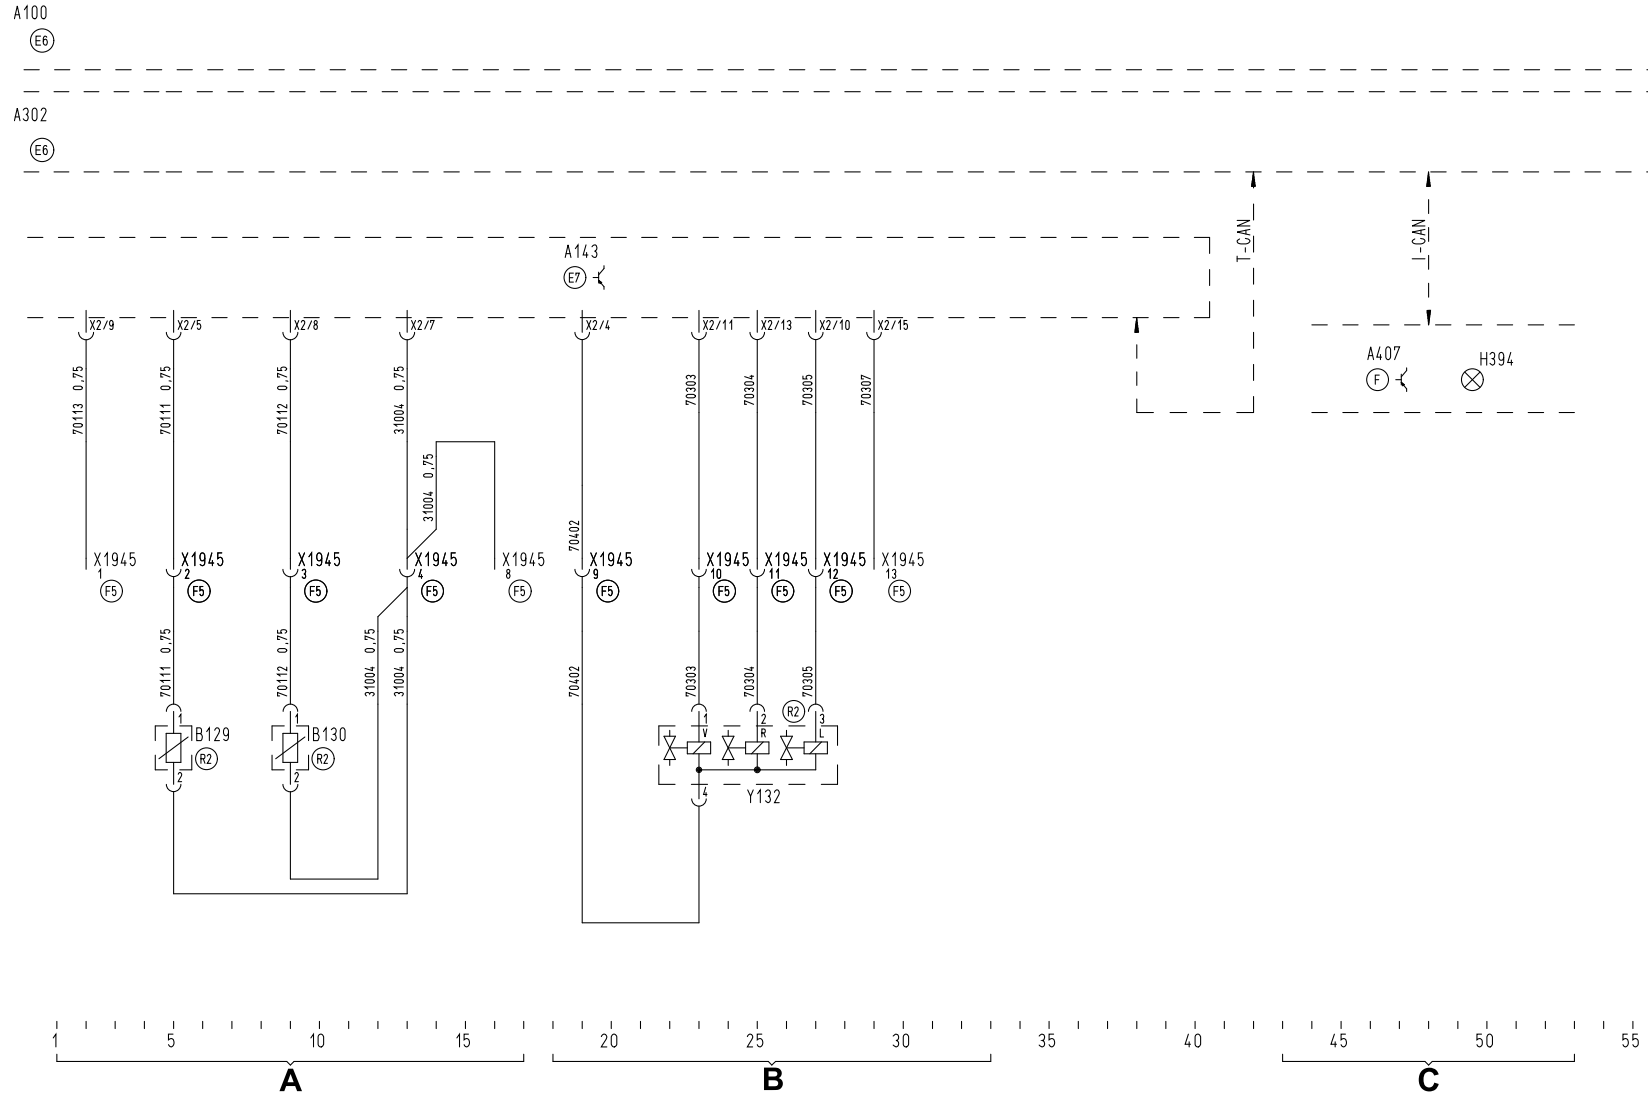 A100
E6
A302
E6
T-CAN
I-CAN
A143
E7
X2/9 X2/5 X2/8 X2/7 X2/4 X2/11 X2/13 X2/10 X2/15
A407
F
H394
70113 0,75
70111 0,75
70112 0,75
31004 0,75
31004 0,75
70402
70303
70304
70305
70307
X1945
1
F5
X1945
2
F5
X1945
3
F5
X1945
4
F5
X1945
8
F5
X1945
9
F5
X1945
10
F5
X1945
11
F5
X1945
12
F5
X1945
13
F5
70111 0,75
70112 0,75
31004 0,75
31004 0,75
70402
70303
70304
70305
1
B129
R2
2
1
B130
R2
2
R2
1 2 3
V R L
4
Y132
1 5 10 15 20 25 30 35 40 45 50 55
A B C